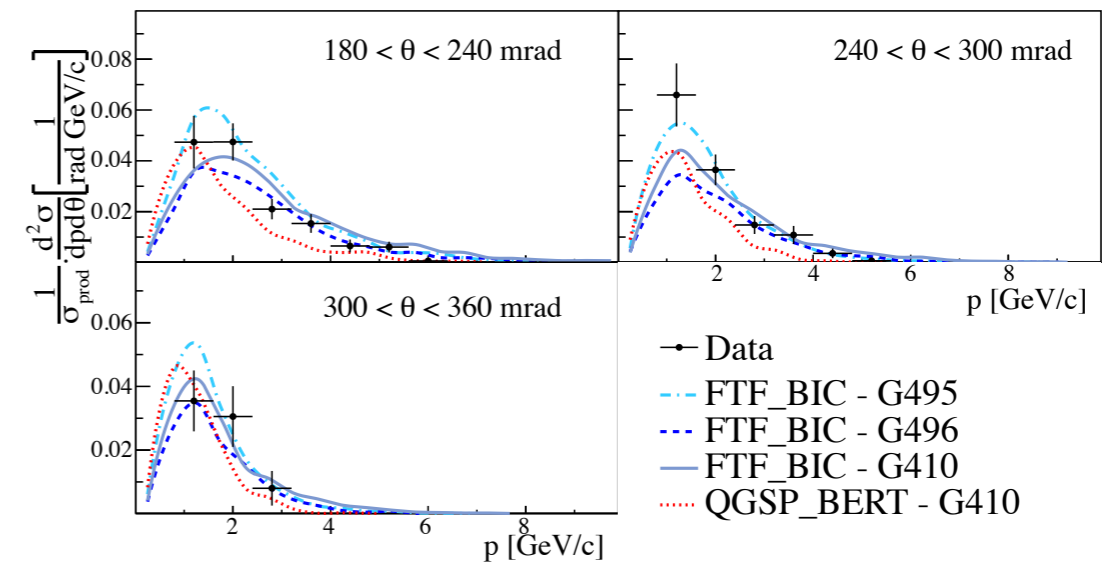 1/σ_prod · d²σ/dpdθ [1/rad GeV/c]
180 < θ < 240 mrad
0.08
0.06
0.04
0.02
240 < θ < 300 mrad
2 4 6 8
p [GeV/c]
300 < θ < 360 mrad
0.06
0.04
0.02
2 4 6 8
p [GeV/c]
Data
FTF_BIC - G495
FTF_BIC - G496
FTF_BIC - G410
QGSP_BERT - G410